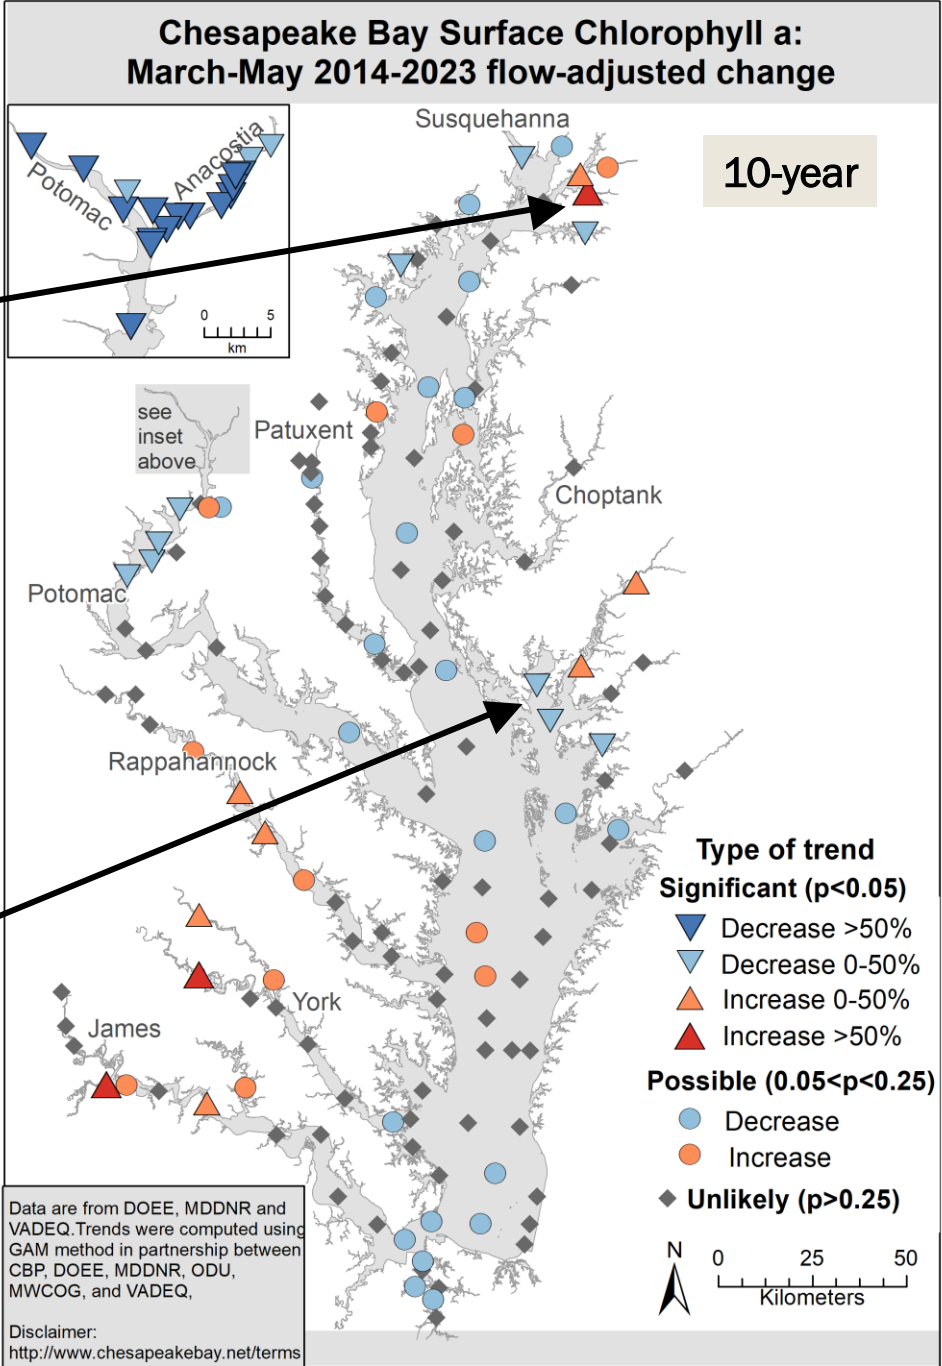 Chesapeake Bay Surface Chlorophyll a:
March-May 2014-2023 flow-adjusted change
10-year
Susquehanna
Potomac
Anacostia
0 5
km
see
inset
above
Patuxent
Choptank
Potomac
Rappahannock
York
James
Type of trend
Significant (p<0.05)
Decrease >50%
Decrease 0-50%
Increase 0-50%
Increase >50%
Possible (0.05<p<0.25)
Decrease
Increase
Unlikely (p>0.25)
N
0 25 50
Kilometers
Data are from DOEE, MDDNR and
VADEQ.Trends were computed using
GAM method in partnership between
CBP, DOEE, MDDNR, ODU,
MWCOG, and VADEQ,
Disclaimer:
http://www.chesapeakebay.net/terms